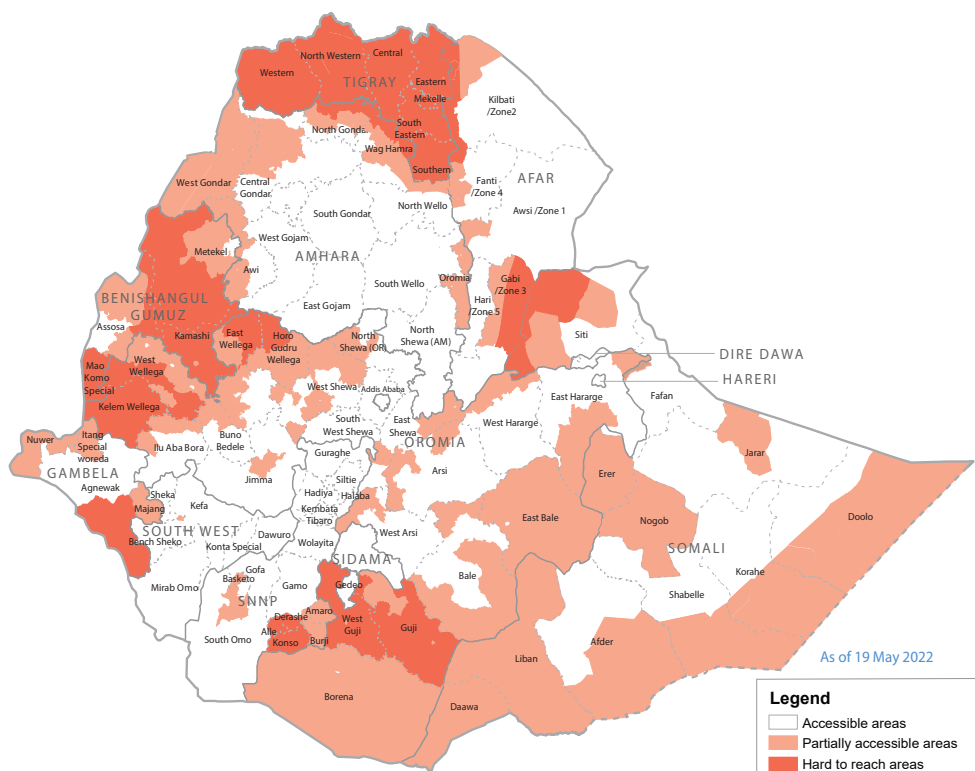 North Western
Central
Western
TIGRAY
Eastern
Mekelle
Kilbati
/Zone2
North Gonda
South
Eastern
Wag Hamra
Southern
West Gondar
Central
Gondar
Fanti
/Zone 4
AFAR
North Wello
Awsi /Zone 1
South Gondar
West Gojam
Metekel
AMHARA
Awi
Oromia
Gabi
/Zone 3
South Wello
BENISHANGUL
GUMUZ
East Gojam
Hari
/Zone 5
Assosa
Kamashi
East
Wellega
Horo
Gudru
Wellega
North
Shewa (OR)
North
Shewa (AM)
Siti
DIRE DAWA
HARERI
Mao
Komo
Special
West
Wellega
West Shewa
Addis Ababa
East Hararge
Fafan
Kelem Wellega
South
West Shewa
East
Shewa
West Hararge
OROMIA
Nuwer
Itang
Special
woreda
Ilu Aba Bora
Buno
Bedele
Guraghe
Arsi
Jarar
GAMBELA
Agnewak
Jimma
Siltie
Erer
Sheka
Kefa
Hadiya
Halaba
Majang
Kembata
Tibaro
East Bale
Nogob
Doolo
SOUTH WEST
Bench Sheko
Konta Special
Dawuro
Wolayita
West Arsi
SOMALI
SIDAMA
Korahe
Mirab Omo
Gofa
Basketo
Gamo
Gedeo
Bale
Shabelle
SNNP
Amaro
Derashe
West
Guji
Guji
South Omo
Alle
Konso
Burji
Afder
Liban
As of 19 May 2022
Borena
Daawa
Legend
Accessible areas
Partially accessible areas
Hard to reach areas